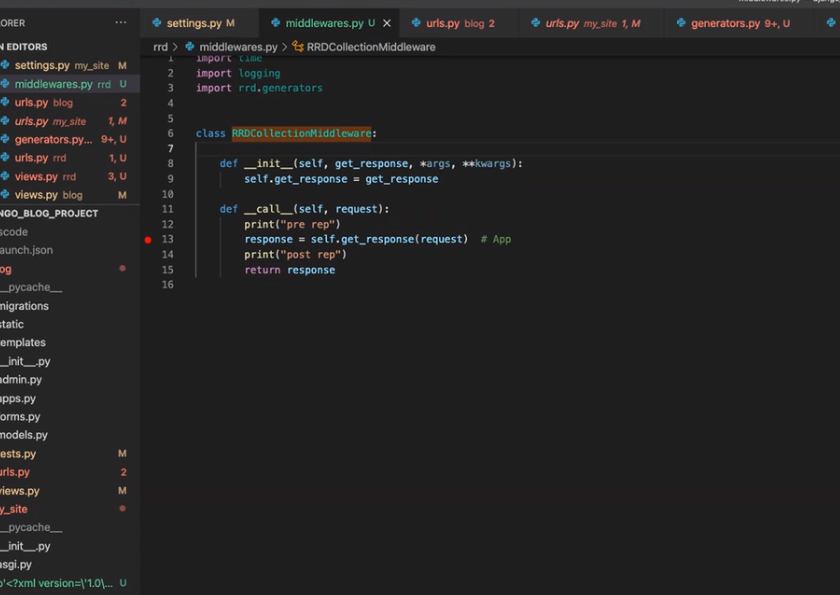 LORER ···
settings.py M
middlewares.py U ×
urls.py blog 2
urls.py my_site 1, M
generators.py 9+, U
rrd > middlewares.py > RRDCollectionMiddleware
N EDITORS
settings.py my_site M
middlewares.py rrd U
urls.py blog 2
urls.py my_site 1, M
generators.py... 9+, U
urls.py rrd 1, U
views.py rrd 3, U
views.py blog M
NGO_BLOG_PROJECT
scode
aunch.json
og
__pycache__
migrations
static
templates
__init__.py
admin.py
apps.py
forms.py
models.py
tests.py M
urls.py 2
views.py M
y_site
__pycache__
__init__.py
asgi.py
o'<?xml version=\'1.0\... U
1 import time
2 import logging
3 import rrd.generators
4
5
6 class RRDCollectionMiddleware:
7
8 def __init__(self, get_response, *args, **kwargs):
9 self.get_response = get_response
10
11 def __call__(self, request):
12 print("pre rep")
13 response = self.get_response(request) # App
14 print("post rep")
15 return response
16